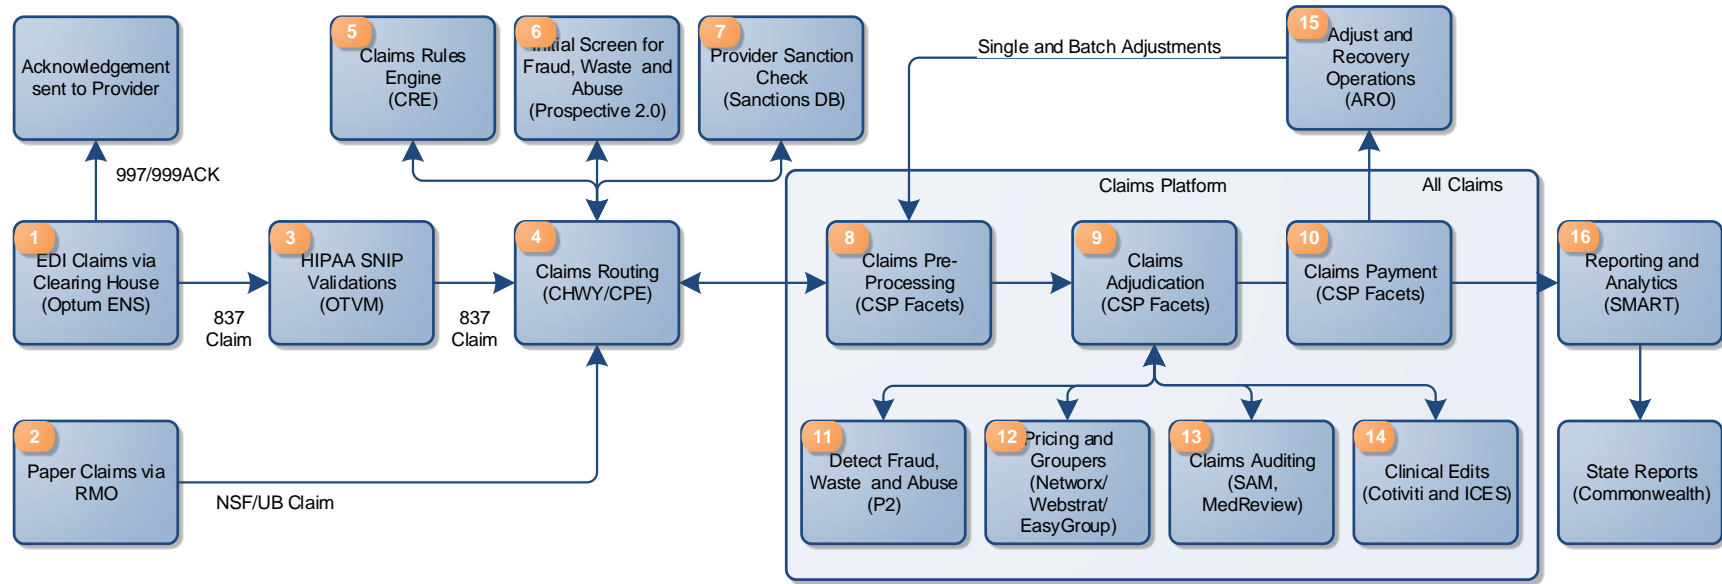 Acknowledgement
sent to Provider
5
Claims Rules
Engine
(CRE)
6
Initial Screen for
Fraud, Waste and
Abuse
(Prospective 2.0)
7
Provider Sanction
Check
(Sanctions DB)
Single and Batch Adjustments
15
Adjust and
Recovery
Operations
(ARO)
997/999ACK
Claims Platform
All Claims
1
EDI Claims via
Clearing House
(Optum ENS)
837
Claim
3
HIPAA SNIP
Validations
(OTVM)
837
Claim
4
Claims Routing
(CHWY/CPE)
8
Claims Pre-
Processing
(CSP Facets)
9
Claims
Adjudication
(CSP Facets)
10
Claims Payment
(CSP Facets)
16
Reporting and
Analytics
(SMART)
2
Paper Claims via
RMO
NSF/UB Claim
11
Detect Fraud,
Waste and Abuse
(P2)
12
Pricing and
Groupers
(Networx/
Webstrat/
EasyGroup)
13
Claims Auditing
(SAM,
MedReview)
14
Clinical Edits
(Cotiviti and ICES)
State Reports
(Commonwealth)